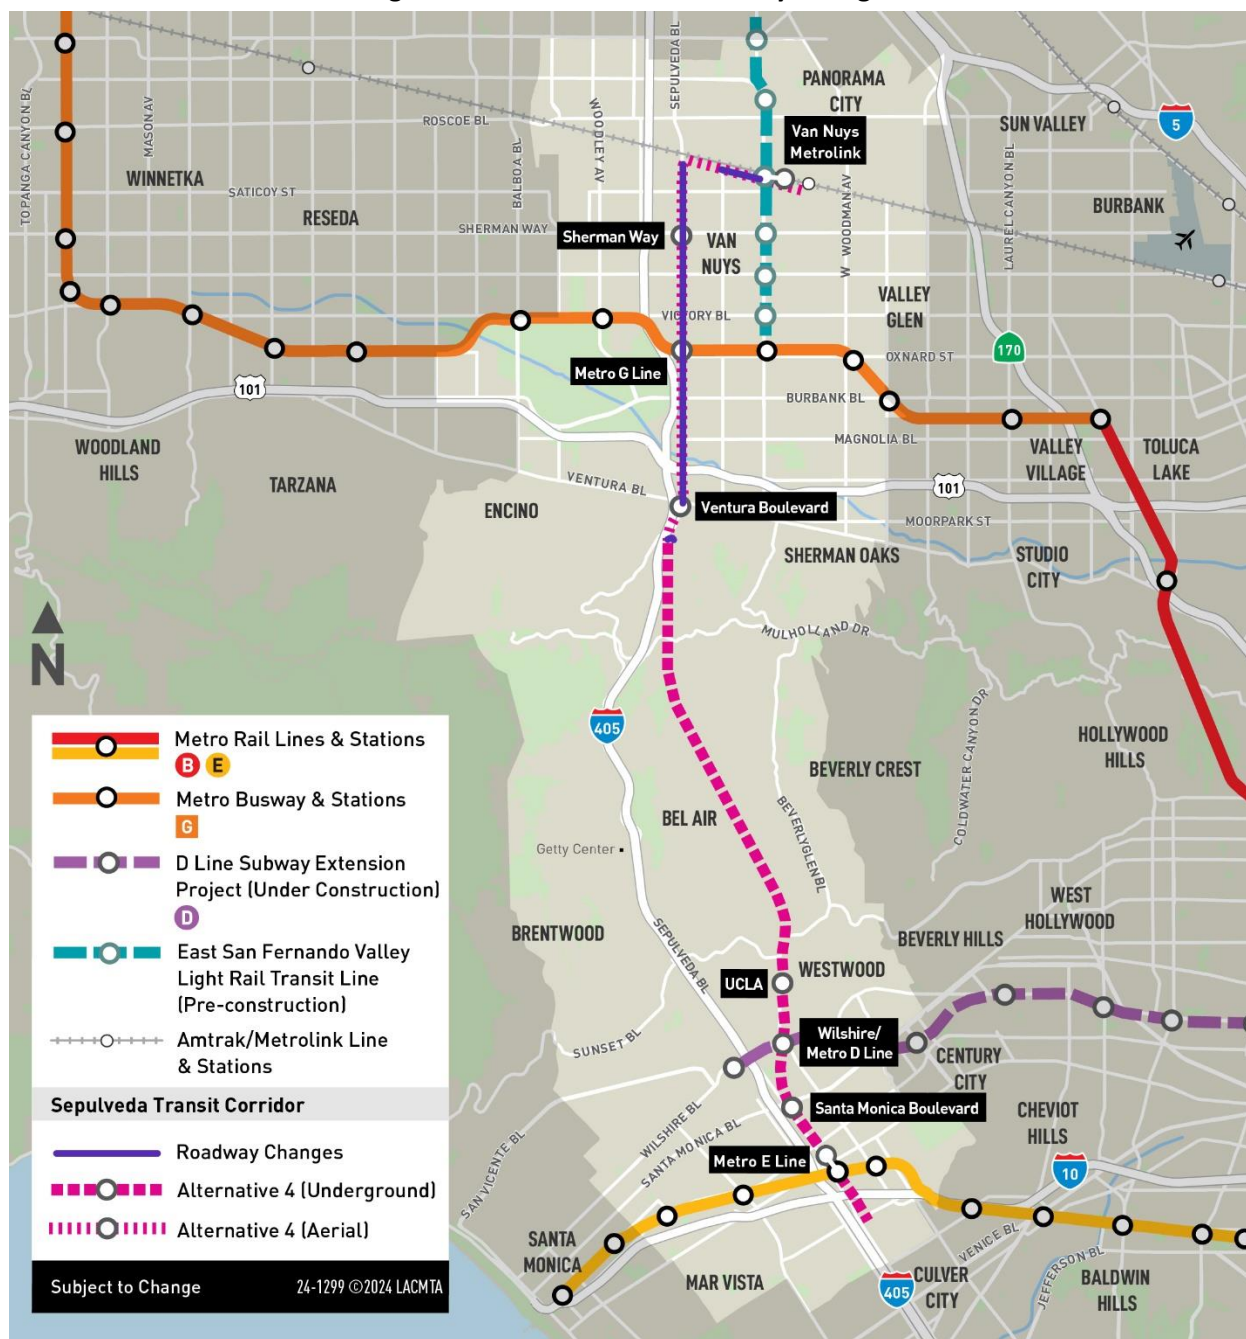 SEPULVEDA BL
PANORAMA
CITY
SUN VALLEY
5
TOPANGA CANYON BL
MASON AV
ROSCOE BL
WOODLEY AV
BALBOA BL
Van Nuys
Metrolink
LAUREL CANYON BL
WINNETKA
SATICOY ST
RESEDA
SHERMAN WAY
Sherman Way
VAN
NUYS
W WOODMAN AV
BURBANK
VALLEY
GLEN
VICTORY BL
OXNARD ST
170
Metro G Line
101
BURBANK BL
MAGNOLIA BL
WOODLAND
HILLS
TARZANA
VALLEY
VILLAGE
TOLUCA
LAKE
VENTURA BL
ENCINO
Ventura Boulevard
101
MOORPARK ST
SHERMAN OAKS
STUDIO
CITY
N
MULHOLLAND DR
COLDWATER CANYON DR
405
HOLLYWOOD
HILLS
BEVERLY CREST
BEL AIR
BEVERLYGLEN BL
Getty Center
WEST
HOLLYWOOD
BRENTWOOD
SEPULVEDA BL
BEVERLY HILLS
WESTWOOD
UCLA
SUNSET BL
Wilshire/
Metro D Line
CENTURY
CITY
WILSHIRE BL
Santa Monica Boulevard
SANTA MONICA BL
SAN VICENTE BL
CHEVIOT
HILLS
Metro E Line
10
SANTA
MONICA
VENICE BL
JEFFERSON BL
MAR VISTA
405
CULVER
CITY
BALDWIN
HILLS
Metro Rail Lines & Stations
B E
Metro Busway & Stations
G
D Line Subway Extension
Project (Under Construction)
D
East San Fernando Valley
Light Rail Transit Line
(Pre-construction)
Amtrak/Metrolink Line
& Stations
Sepulveda Transit Corridor
Roadway Changes
Alternative 4 (Underground)
Alternative 4 (Aerial)
Subject to Change 24-1299 ©2024 LACMTA